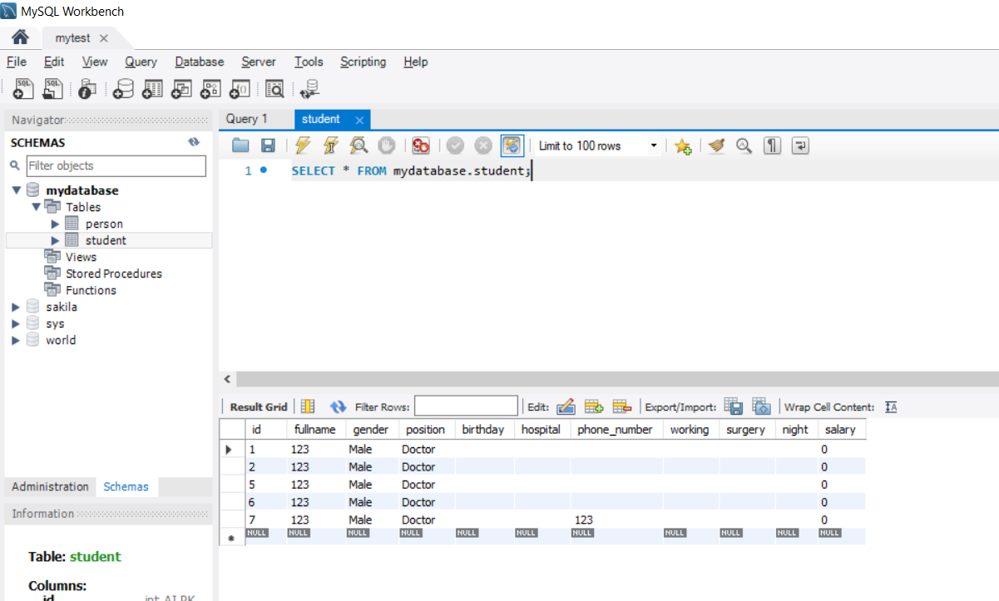 MySQL Workbench
mytest
File Edit View Query Database Server Tools Scripting Help
Navigator
SCHEMAS
Filter objects
mydatabase
Tables
person
student
Views
Stored Procedures
Functions
sakila
sys
world
Administration Schemas
Information
Table: student
Columns:
id int AI PK
Query 1 student
Limit to 100 rows
1 SELECT * FROM mydatabase.student;
Result Grid Filter Rows: Edit: Export/Import: Wrap Cell Content:
id fullname gender position birthday hospital phone_number working surgery night salary
1 123 Male Doctor 0
2 123 Male Doctor 0
5 123 Male Doctor 0
6 123 Male Doctor 0
7 123 Male Doctor 123 0
NULL NULL NULL NULL NULL NULL NULL NULL NULL NULL NULL